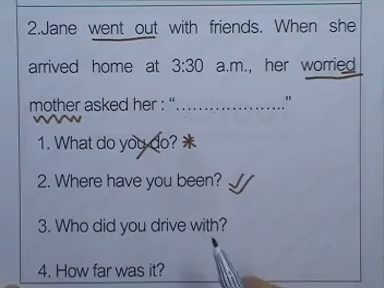 2.Jane went out with friends. When she
arrived home at 3:30 a.m., her worried
mother asked her : “………………..”
1. What do you do?
2. Where have you been?
3. Who did you drive with?
4. How far was it?